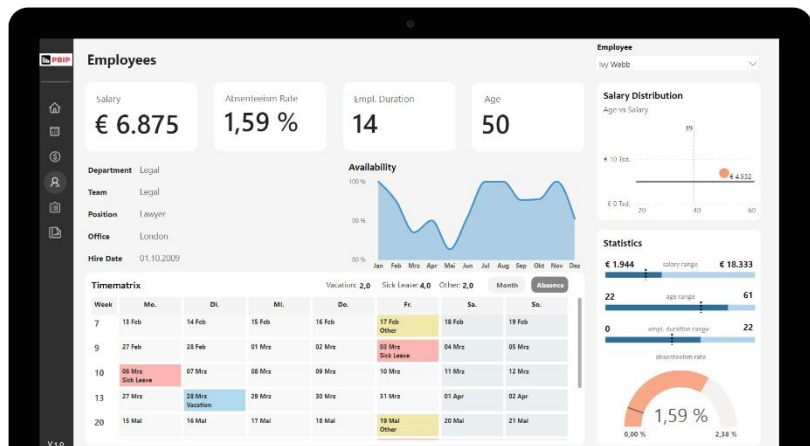 PBIP
Employees
Employee
Ivy Webb
Salary
€ 6.875
Absenteeism Rate
1,59 %
Empl. Duration
14
Age
50
Department Legal
Team Legal
Position Lawyer
Office London
Hire Date 01.10.2009
Availability
100 %
90 %
80 %
Jan Feb Mrz Apr Mai Jun Jul Aug Sep Okt Nov Dez
Salary Distribution
Age vs Salary
39
€ 10 Tsd.
€ 4.932
€ 0 Tsd.
20 40 60
Timematrix
Vacation: 2,0 Sick Leave: 4,0 Other: 2,0 Month Absence
Week Mo. Di. Mi. Do. Fr. Sa. So.
7 13 Feb 14 Feb 15 Feb 16 Feb 17 Feb 18 Feb 19 Feb
Other
9 27 Feb 28 Feb 01 Mrz 02 Mrz 03 Mrz 04 Mrz 05 Mrz
Sick Leave
10 06 Mrz 07 Mrz 08 Mrz 09 Mrz 10 Mrz 11 Mrz 12 Mrz
Sick Leave
13 27 Mrz 28 Mrz 29 Mrz 30 Mrz 31 Mrz 01 Apr 02 Apr
Vacation
20 15 Mai 16 Mai 17 Mai 18 Mai 19 Mai 20 Mai 21 Mai
Other
Statistics
€ 1.944 salary range € 18.333
22 age range 61
0 empl. duration range 22
absenteeism rate
1,59 %
0,00 % 2,38 %
V 1.0